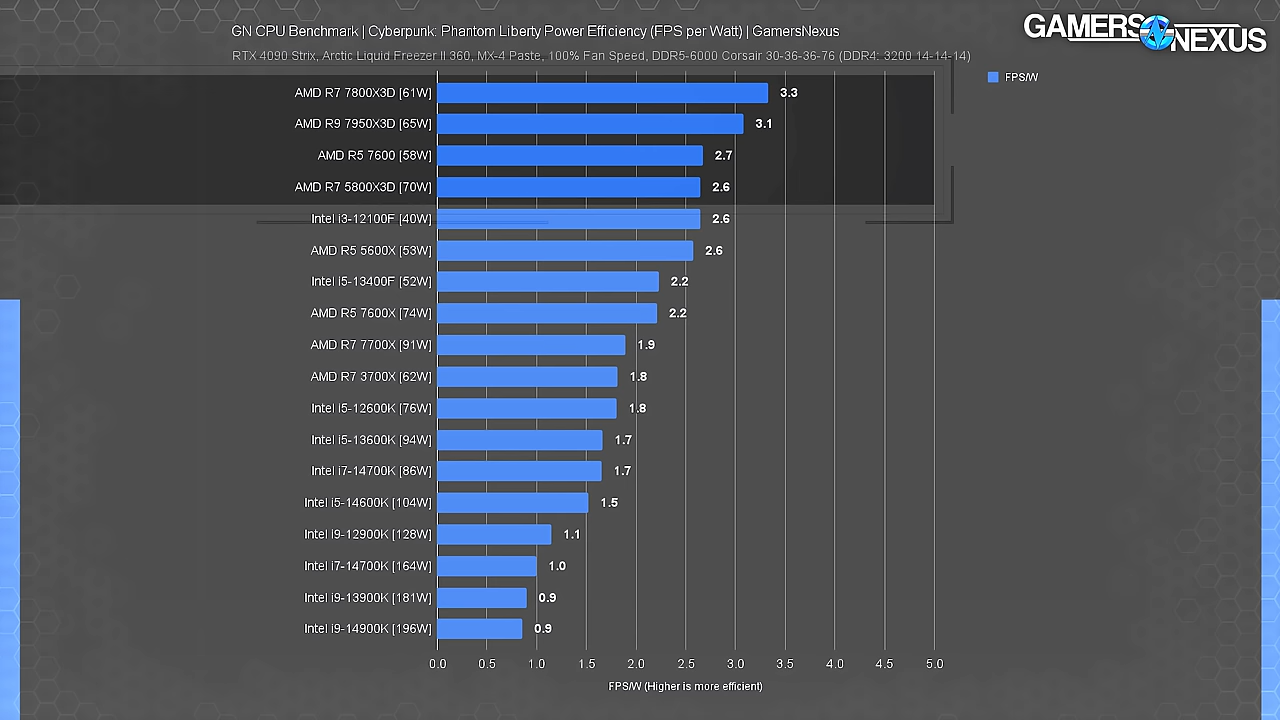 GN CPU Benchmark | Cyberpunk: Phantom Liberty Power Efficiency (FPS per Watt) | GamersNexus
GAMERS NEXUS
RTX 4090 Strix, Arctic Liquid Freezer II 360, MX-4 Paste, 100% Fan Speed, DDR5-6000 Corsair 30-36-36-76 (DDR4: 3200 14-14-14)
FPS/W
AMD R7 7800X3D [61W] 3.3
AMD R9 7950X3D [65W] 3.1
AMD R5 7600 [58W] 2.7
AMD R7 5800X3D [70W] 2.6
Intel i3-12100F [40W] 2.6
AMD R5 5600X [53W] 2.6
Intel i5-13400F [52W] 2.2
AMD R5 7600X [74W] 2.2
AMD R7 7700X [91W] 1.9
AMD R7 3700X [62W] 1.8
Intel i5-12600K [76W] 1.8
Intel i5-13600K [94W] 1.7
Intel i7-14700K [86W] 1.7
Intel i5-14600K [104W] 1.5
Intel i9-12900K [128W] 1.1
Intel i7-14700K [164W] 1.0
Intel i9-13900K [181W] 0.9
Intel i9-14900K [196W] 0.9
0.0 0.5 1.0 1.5 2.0 2.5 3.0 3.5 4.0 4.5 5.0
FPS/W (Higher is more efficient)